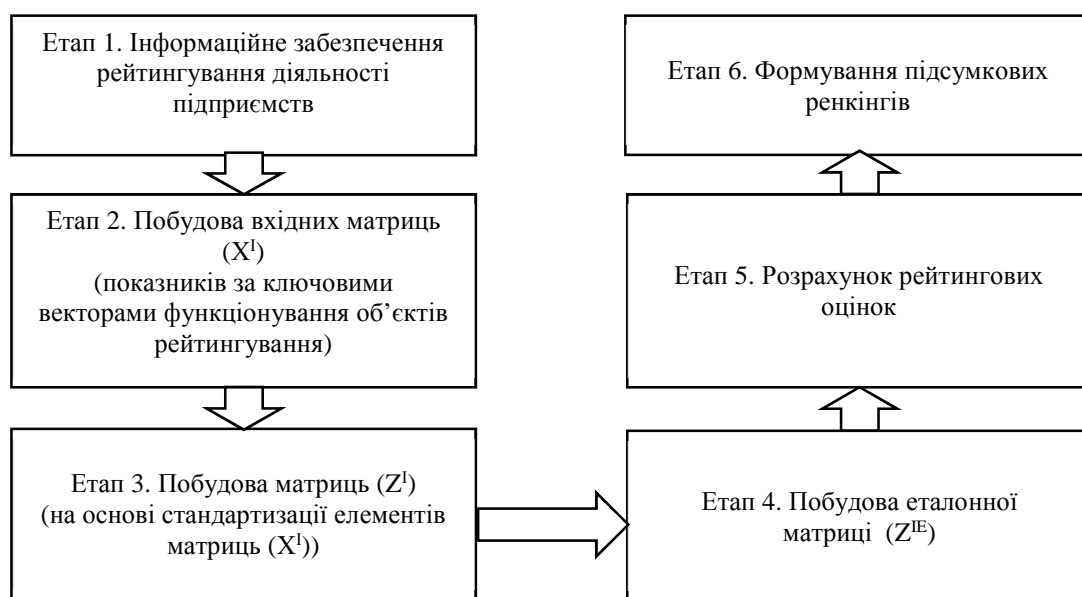 Етап 1. Інформаційне забезпечення
рейтингування діяльності
підприємств
Етап 2. Побудова вхідних матриць
(X^I)
(показників за ключовими
векторами функціонування об’єктів
рейтингування)
Етап 3. Побудова матриць (Z^I)
(на основі стандартизації елементів
матриць (X^I))
Етап 4. Побудова еталонної
матриці (Z^IE)
Етап 5. Розрахунок рейтингових
оцінок
Етап 6. Формування підсумкових
ренкінгів